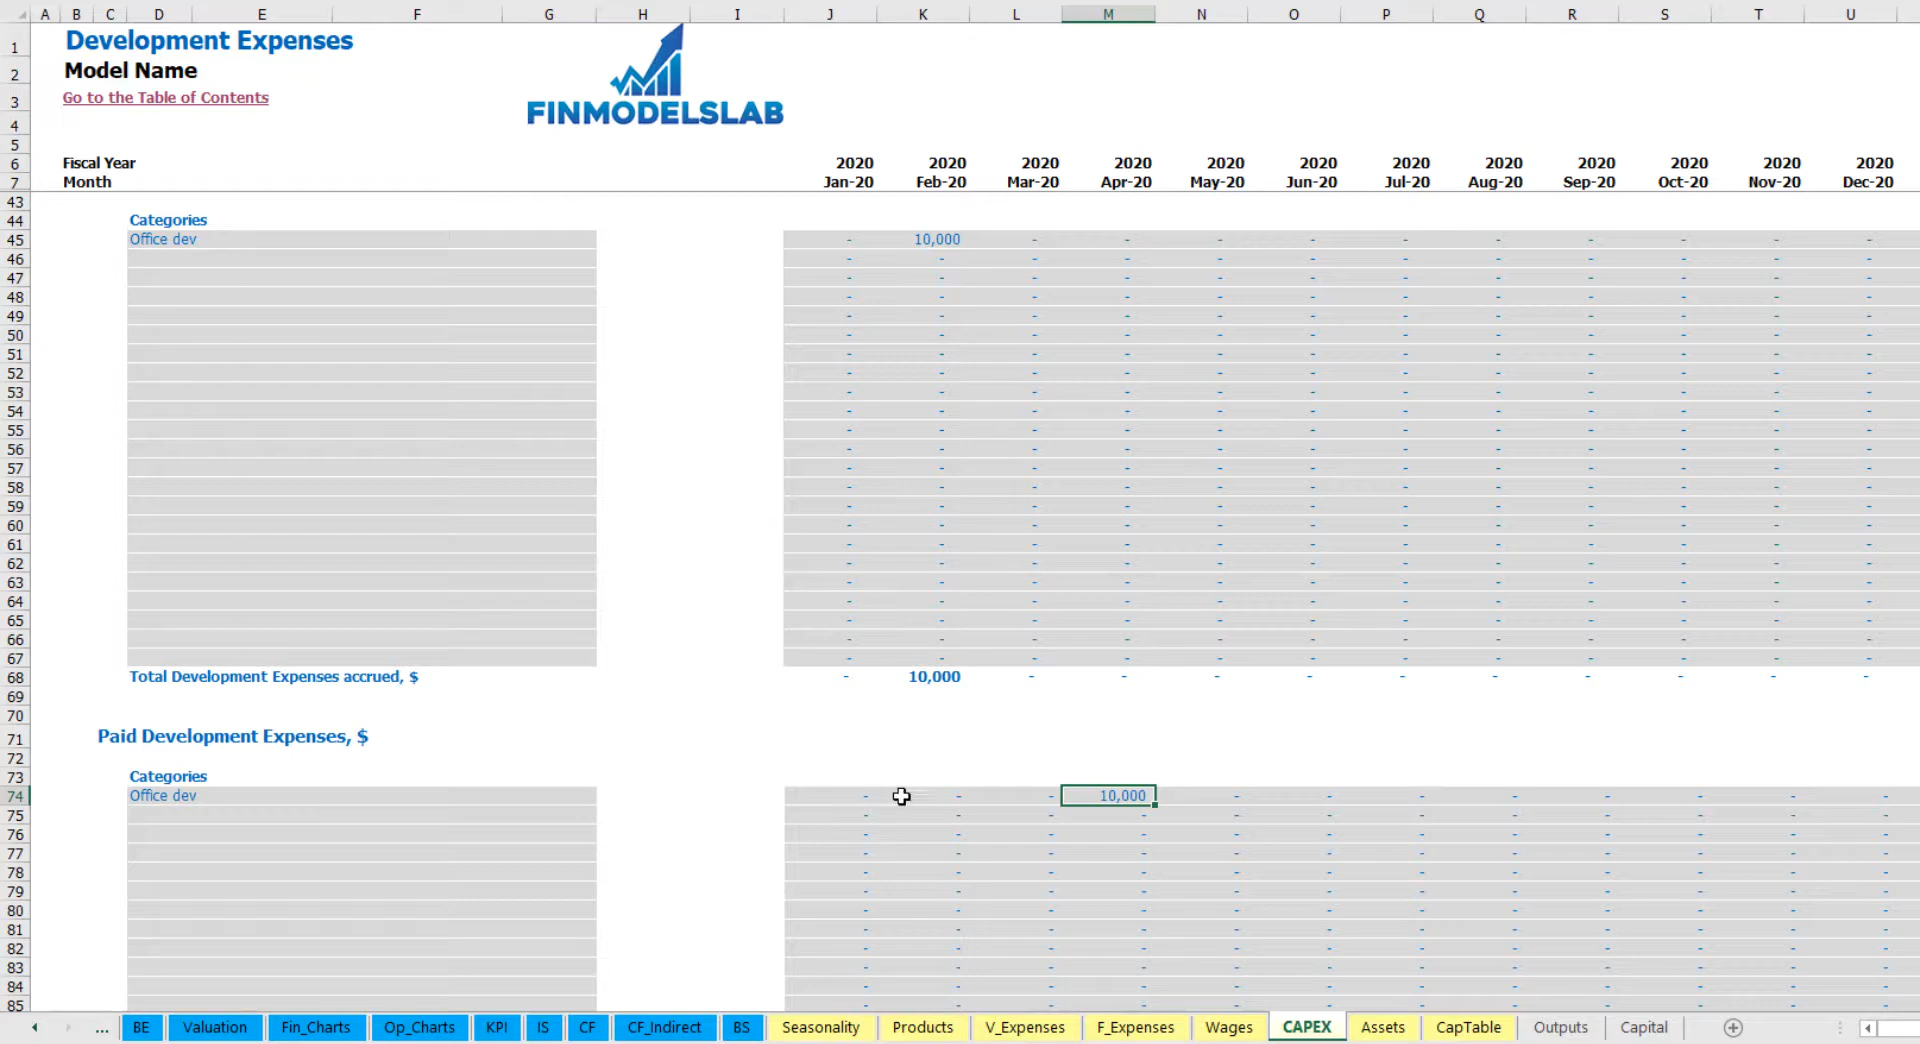 A B C D E F G H I J K L M N O P Q R S T U
1 Development Expenses
2 Model Name
3 Go to the Table of Contents
FINMODELSLAB
4
5
6 Fiscal Year 2020 2020 2020 2020 2020 2020 2020 2020 2020 2020 2020 2020
7 Month Jan-20 Feb-20 Mar-20 Apr-20 May-20 Jun-20 Jul-20 Aug-20 Sep-20 Oct-20 Nov-20 Dec-20
43
44 Categories
45 Office dev - 10,000 - - - - - - - - - -
46 - - - - - - - - - - - -
47 - - - - - - - - - - - -
48 - - - - - - - - - - - -
49 - - - - - - - - - - - -
50 - - - - - - - - - - - -
51 - - - - - - - - - - - -
52 - - - - - - - - - - - -
53 - - - - - - - - - - - -
54 - - - - - - - - - - - -
55 - - - - - - - - - - - -
56 - - - - - - - - - - - -
57 - - - - - - - - - - - -
58 - - - - - - - - - - - -
59 - - - - - - - - - - - -
60 - - - - - - - - - - - -
61 - - - - - - - - - - - -
62 - - - - - - - - - - - -
63 - - - - - - - - - - - -
64 - - - - - - - - - - - -
65 - - - - - - - - - - - -
66 - - - - - - - - - - - -
67 - - - - - - - - - - - -
68 Total Development Expenses accrued, $ - 10,000 - - - - - - - - - -
69
70
71 Paid Development Expenses, $
72
73 Categories
74 Office dev - - - 10,000 - - - - - - - -
75 - - - - - - - - - - - -
76 - - - - - - - - - - - -
77 - - - - - - - - - - - -
78 - - - - - - - - - - - -
79 - - - - - - - - - - - -
80 - - - - - - - - - - - -
81 - - - - - - - - - - - -
82 - - - - - - - - - - - -
83 - - - - - - - - - - - -
84 - - - - - - - - - - - -
85 - - - - - - - - - - - -
... BE Valuation Fin_Charts Op_Charts KPI IS CF CF_Indirect BS Seasonality Products V_Expenses F_Expenses Wages CAPEX Assets CapTable Outputs Capital